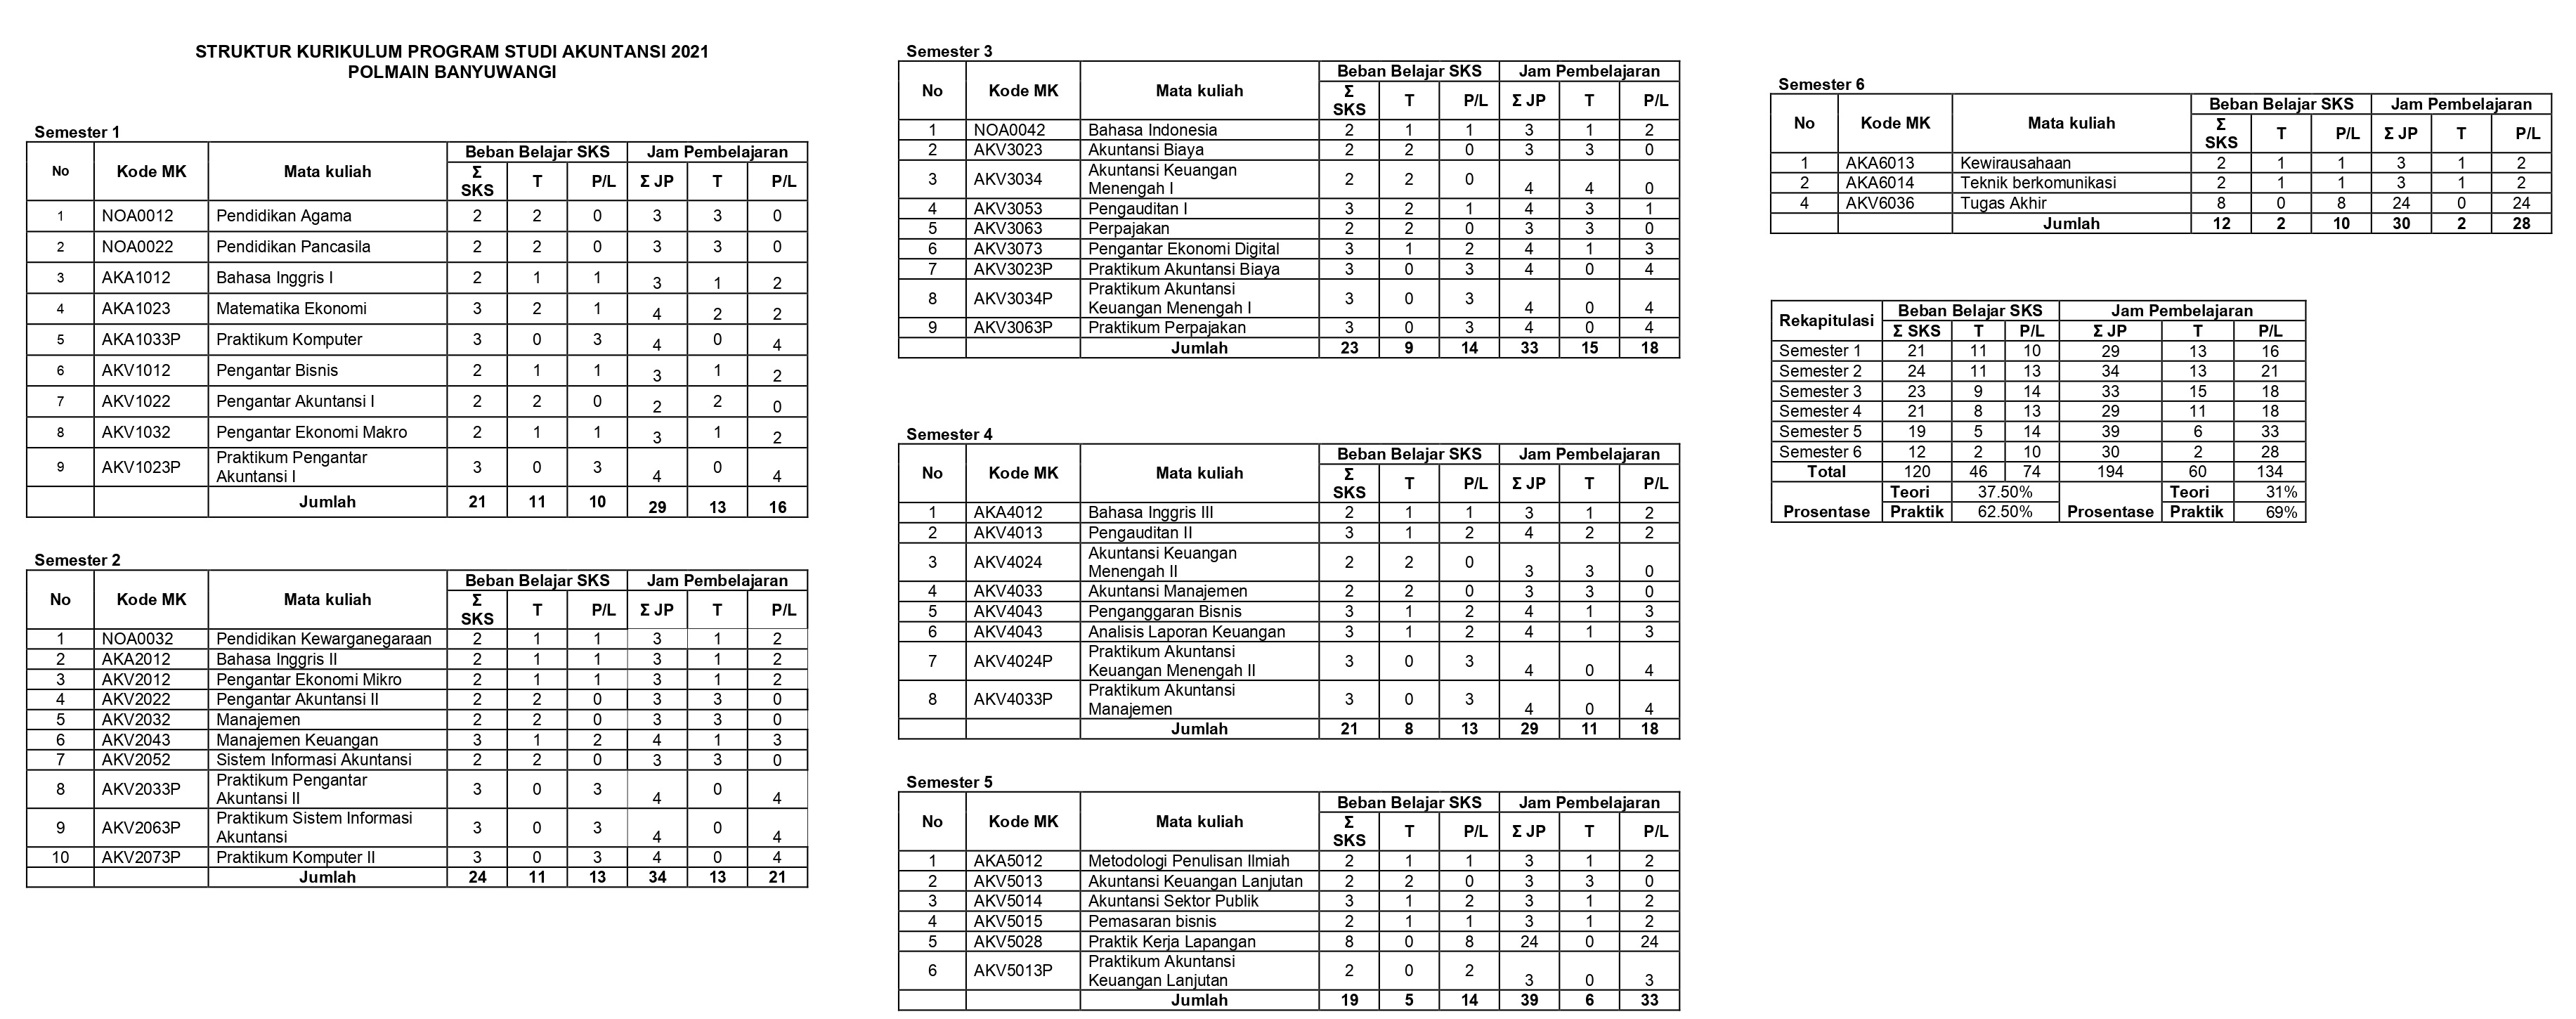 STRUKTUR KURIKULUM PROGRAM STUDI AKUNTANSI 2021
POLMAIN BANYUWANGI
Semester 1
No Kode MK Mata kuliah Beban Belajar SKS Jam Pembelajaran
Σ SKS T P/L Σ JP T P/L
1 NOA0012 Pendidikan Agama 2 2 0 3 3 0
2 NOA0022 Pendidikan Pancasila 2 2 0 3 3 0
3 AKA1012 Bahasa Inggris I 2 1 1 3 1 2
4 AKA1023 Matematika Ekonomi 3 2 1 4 2 2
5 AKA1033P Praktikum Komputer 3 0 3 4 0 4
6 AKV1012 Pengantar Bisnis 2 1 1 3 1 2
7 AKV1022 Pengantar Akuntansi I 2 2 0 2 2 0
8 AKV1032 Pengantar Ekonomi Makro 2 1 1 3 1 2
9 AKV1023P Praktikum Pengantar Akuntansi I 3 0 3 4 0 4
Jumlah 21 11 10 29 13 16
Semester 2
No Kode MK Mata kuliah Beban Belajar SKS Jam Pembelajaran
Σ SKS T P/L Σ JP T P/L
1 NOA0032 Pendidikan Kewarganegaraan 2 1 1 3 1 2
2 AKA2012 Bahasa Inggris II 2 1 1 3 1 2
3 AKV2012 Pengantar Ekonomi Mikro 2 1 1 3 1 2
4 AKV2022 Pengantar Akuntansi II 2 2 0 3 3 0
5 AKV2032 Manajemen 2 2 0 3 3 0
6 AKV2043 Manajemen Keuangan 3 1 2 4 1 3
7 AKV2052 Sistem Informasi Akuntansi 2 2 0 3 3 0
8 AKV2033P Praktikum Pengantar Akuntansi II 3 0 3 4 0 4
9 AKV2063P Praktikum Sistem Informasi Akuntansi 3 0 3 4 0 4
10 AKV2073P Praktikum Komputer II 3 0 3 4 0 4
Jumlah 24 11 13 34 13 21
Semester 3
No Kode MK Mata kuliah Beban Belajar SKS Jam Pembelajaran
Σ SKS T P/L Σ JP T P/L
1 NOA0042 Bahasa Indonesia 2 1 1 3 1 2
2 AKV3023 Akuntansi Biaya 2 2 0 3 3 0
3 AKV3034 Akuntansi Keuangan Menengah I 2 2 0 4 4 0
4 AKV3053 Pengauditan I 3 2 1 4 3 1
5 AKV3063 Perpajakan 2 2 0 3 3 0
6 AKV3073 Pengantar Ekonomi Digital 3 1 2 4 1 3
7 AKV3023P Praktikum Akuntansi Biaya 3 0 3 4 0 4
8 AKV3034P Praktikum Akuntansi Keuangan Menengah I 3 0 3 4 0 4
9 AKV3063P Praktikum Perpajakan 3 0 3 4 0 4
Jumlah 23 9 14 33 15 18
Semester 4
No Kode MK Mata kuliah Beban Belajar SKS Jam Pembelajaran
Σ SKS T P/L Σ JP T P/L
1 AKA4012 Bahasa Inggris III 2 1 1 3 1 2
2 AKV4013 Pengauditan II 3 1 2 4 2 2
3 AKV4024 Akuntansi Keuangan Menengah II 2 2 0 3 3 0
4 AKV4033 Akuntansi Manajemen 2 2 0 3 3 0
5 AKV4043 Penganggaran Bisnis 3 1 2 4 1 3
6 AKV4043 Analisis Laporan Keuangan 3 1 2 4 1 3
7 AKV4024P Praktikum Akuntansi Keuangan Menengah II 3 0 3 4 0 4
8 AKV4033P Praktikum Akuntansi Manajemen 3 0 3 4 0 4
Jumlah 21 8 13 29 11 18
Semester 5
No Kode MK Mata kuliah Beban Belajar SKS Jam Pembelajaran
Σ SKS T P/L Σ JP T P/L
1 AKA5012 Metodologi Penulisan Ilmiah 2 1 1 3 1 2
2 AKV5013 Akuntansi Keuangan Lanjutan 2 2 0 3 3 0
3 AKV5014 Akuntansi Sektor Publik 3 1 2 3 1 2
4 AKV5015 Pemasaran bisnis 2 1 1 3 1 2
5 AKV5028 Praktik Kerja Lapangan 8 0 8 24 0 24
6 AKV5013P Praktikum Akuntansi Keuangan Lanjutan 2 0 2 3 0 3
Jumlah 19 5 14 39 6 33
Semester 6
No Kode MK Mata kuliah Beban Belajar SKS Jam Pembelajaran
Σ SKS T P/L Σ JP T P/L
1 AKA6013 Kewirausahaan 2 1 1 3 1 2
2 AKA6014 Teknik berkomunikasi 2 1 1 3 1 2
4 AKV6036 Tugas Akhir 8 0 8 24 0 24
Jumlah 12 2 10 30 2 28
Rekapitulasi Beban Belajar SKS Jam Pembelajaran
Σ SKS T P/L Σ JP T P/L
Semester 1 21 11 10 29 13 16
Semester 2 24 11 13 34 13 21
Semester 3 23 9 14 33 15 18
Semester 4 21 8 13 29 11 18
Semester 5 19 5 14 39 6 33
Semester 6 12 2 10 30 2 28
Total 120 46 74 194 60 134
Teori 37.50% Teori 31%
Prosentase Praktik 62.50% Prosentase Praktik 69%